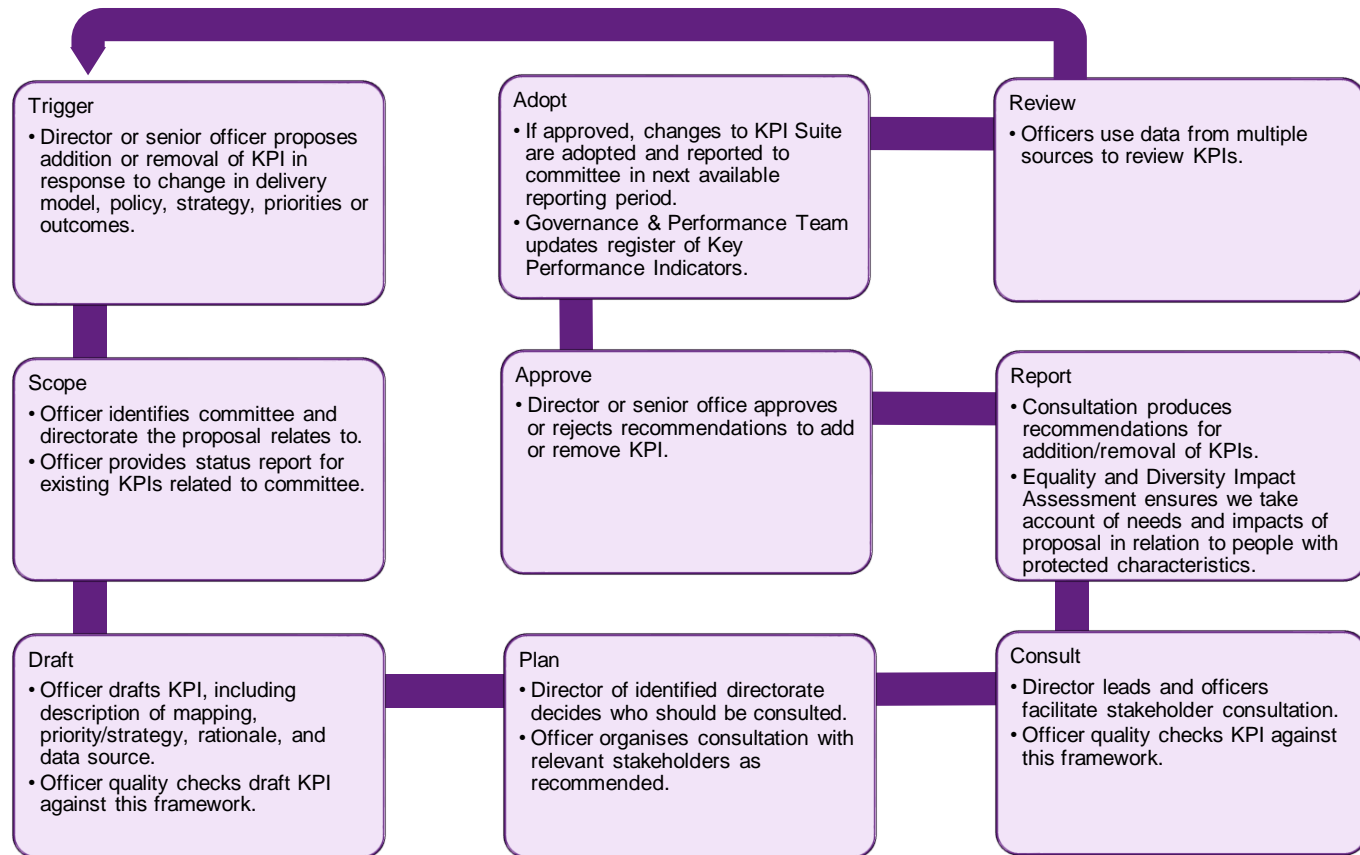 Trigger
• Director or senior officer proposes
addition or removal of KPI in
response to change in delivery
model, policy, strategy, priorities or
outcomes.
Adopt
• If approved, changes to KPI Suite
are adopted and reported to
committee in next available
reporting period.
• Governance & Performance Team
updates register of Key
Performance Indicators.
Review
• Officers use data from multiple
sources to review KPIs.
Scope
• Officer identifies committee and
directorate the proposal relates to.
• Officer provides status report for
existing KPIs related to committee.
Approve
• Director or senior office approves
or rejects recommendations to add
or remove KPI.
Report
• Consultation produces
recommendations for
addition/removal of KPIs.
• Equality and Diversity Impact
Assessment ensures we take
account of needs and impacts of
proposal in relation to people with
protected characteristics.
Draft
• Officer drafts KPI, including
description of mapping,
priority/strategy, rationale, and
data source.
• Officer quality checks draft KPI
against this framework.
Plan
• Director of identified directorate
decides who should be consulted.
• Officer organises consultation with
relevant stakeholders as
recommended.
Consult
• Director leads and officers
facilitate stakeholder consultation.
• Officer quality checks KPI against
this framework.